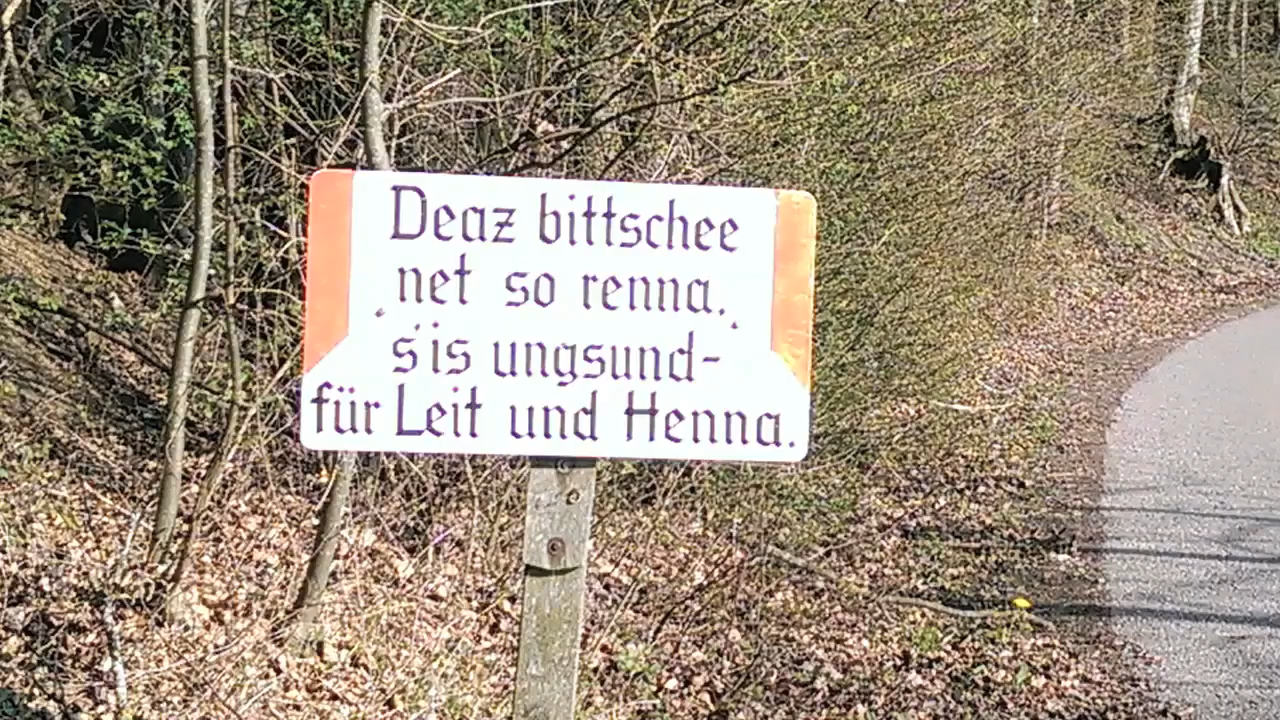 Deaz bittschee
net so renna.
s'is ungsund-
für Leit und Henna.